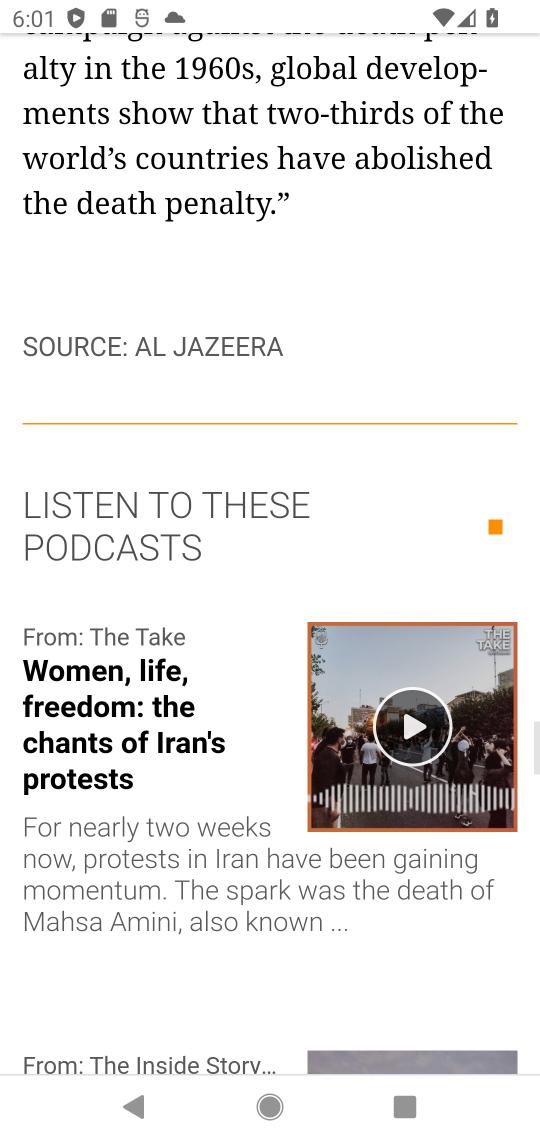 6:01
alty in the 1960s, global develop-
ments show that two-thirds of the
world’s countries have abolished
the death penalty.”
SOURCE: AL JAZEERA
LISTEN TO THESE
PODCASTS
From: The Take
Women, life,
freedom: the
chants of Iran's
protests
THE
TAKE
For nearly two weeks
now, protests in Iran have been gaining
momentum. The spark was the death of
Mahsa Amini, also known ...
From: The Inside Story...